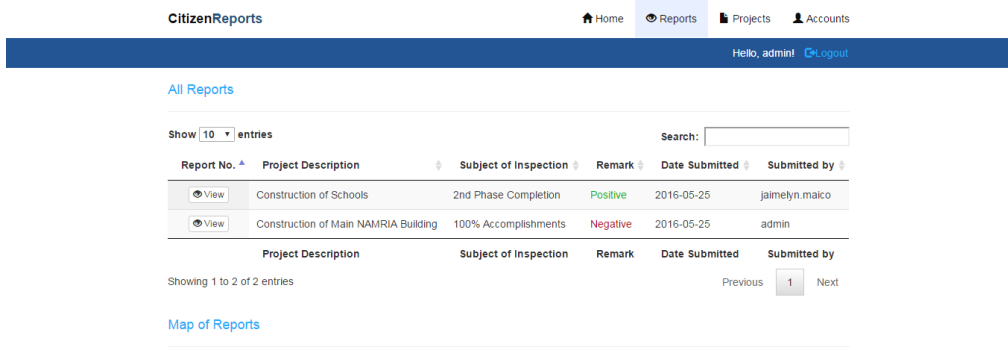 CitizenReports Home Reports Projects Accounts
Hello, admin! Logout
All Reports
Show 10 entries Search:
Report No. Project Description Subject of Inspection Remark Date Submitted Submitted by
View Construction of Schools 2nd Phase Completion Positive 2016-05-25 jaimelyn.maico
View Construction of Main NAMRIA Building 100% Accomplishments Negative 2016-05-25 admin
Project Description Subject of Inspection Remark Date Submitted Submitted by
Showing 1 to 2 of 2 entries Previous 1 Next
Map of Reports